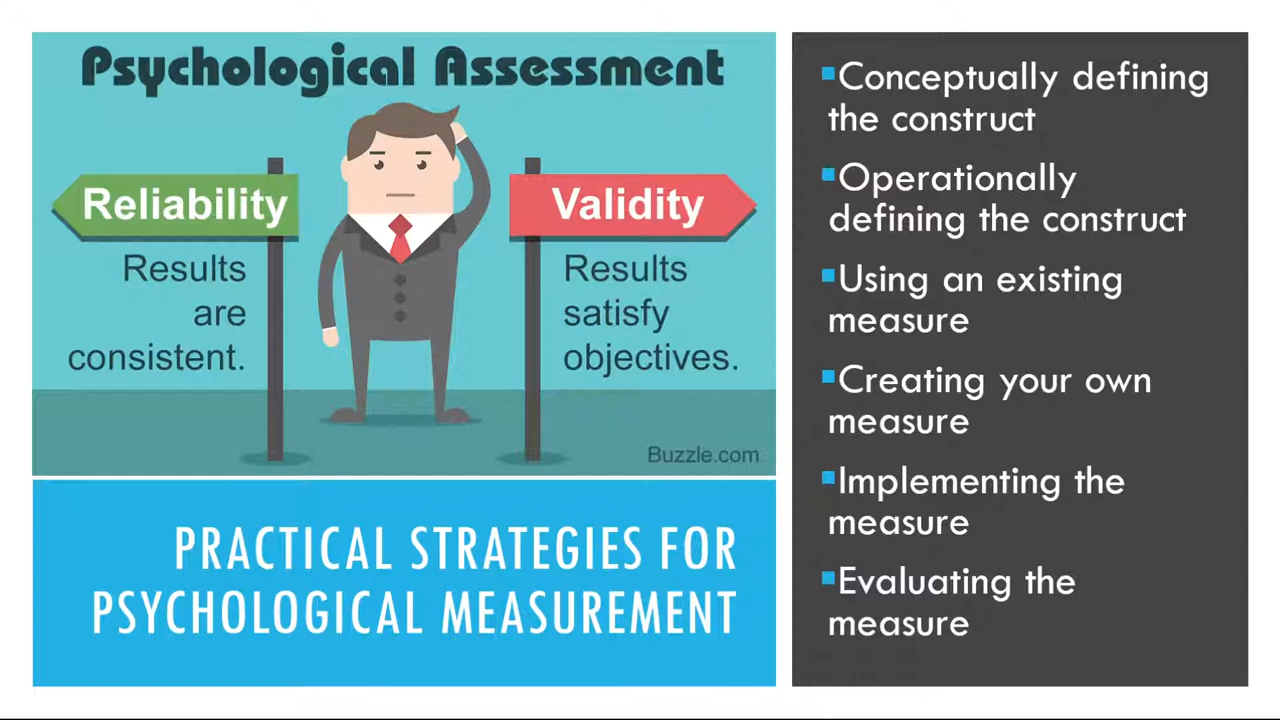 Psychological Assessment
Reliability
Results
are
consistent.
Validity
Results
satisfy
objectives.
Buzzle.com
PRACTICAL STRATEGIES FOR
PSYCHOLOGICAL MEASUREMENT
▪Conceptually defining
the construct
▪Operationally
defining the construct
▪Using an existing
measure
▪Creating your own
measure
▪Implementing the
measure
▪Evaluating the
measure